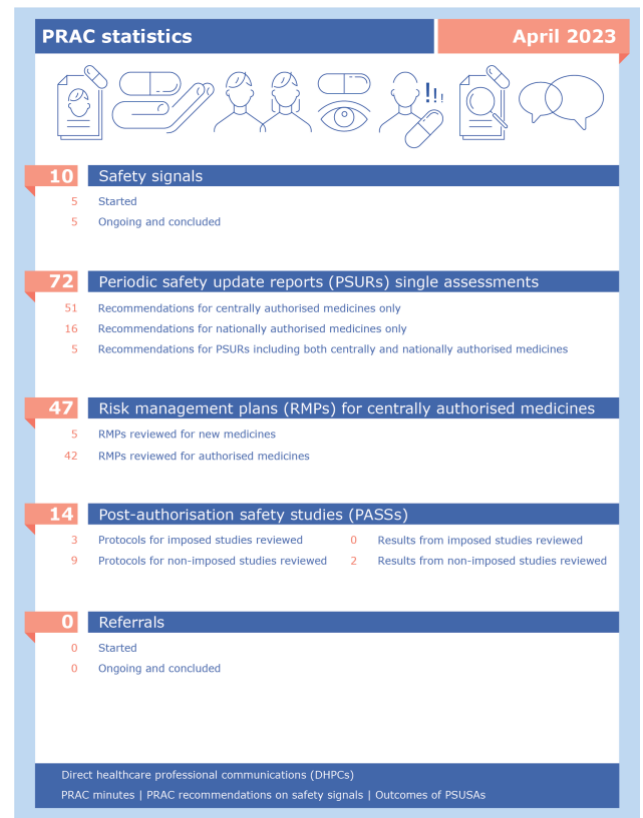 PRAC statistics
April 2023
!!!
10 Safety signals
5 Started
5 Ongoing and concluded
72 Periodic safety update reports (PSURs) single assessments
51 Recommendations for centrally authorised medicines only
16 Recommendations for nationally authorised medicines only
5 Recommendations for PSURs including both centrally and nationally authorised medicines
47 Risk management plans (RMPs) for centrally authorised medicines
5 RMPs reviewed for new medicines
42 RMPs reviewed for authorised medicines
14 Post-authorisation safety studies (PASSs)
3 Protocols for imposed studies reviewed
0 Results from imposed studies reviewed
9 Protocols for non-imposed studies reviewed
2 Results from non-imposed studies reviewed
0 Referrals
0 Started
0 Ongoing and concluded
Direct healthcare professional communications (DHPCs)
PRAC minutes | PRAC recommendations on safety signals | Outcomes of PSUSAs